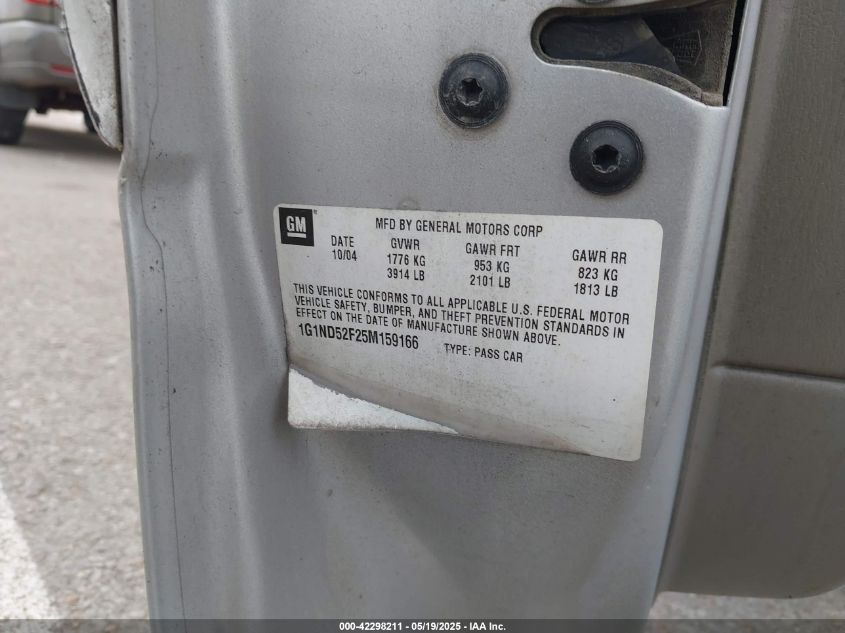 GM
MFD BY GENERAL MOTORS CORP
DATE GVWR GAWR FRT GAWR RR
10/04 1776 KG 953 KG 823 KG
3914 LB 2101 LB 1813 LB
THIS VEHICLE CONFORMS TO ALL APPLICABLE U.S. FEDERAL MOTOR
VEHICLE SAFETY, BUMPER, AND THEFT PREVENTION STANDARDS IN
EFFECT ON THE DATE OF MANUFACTURE SHOWN ABOVE.
1G1ND52F25M159166 TYPE: PASS CAR
000-42298211 - 05/19/2025 - IAA Inc.